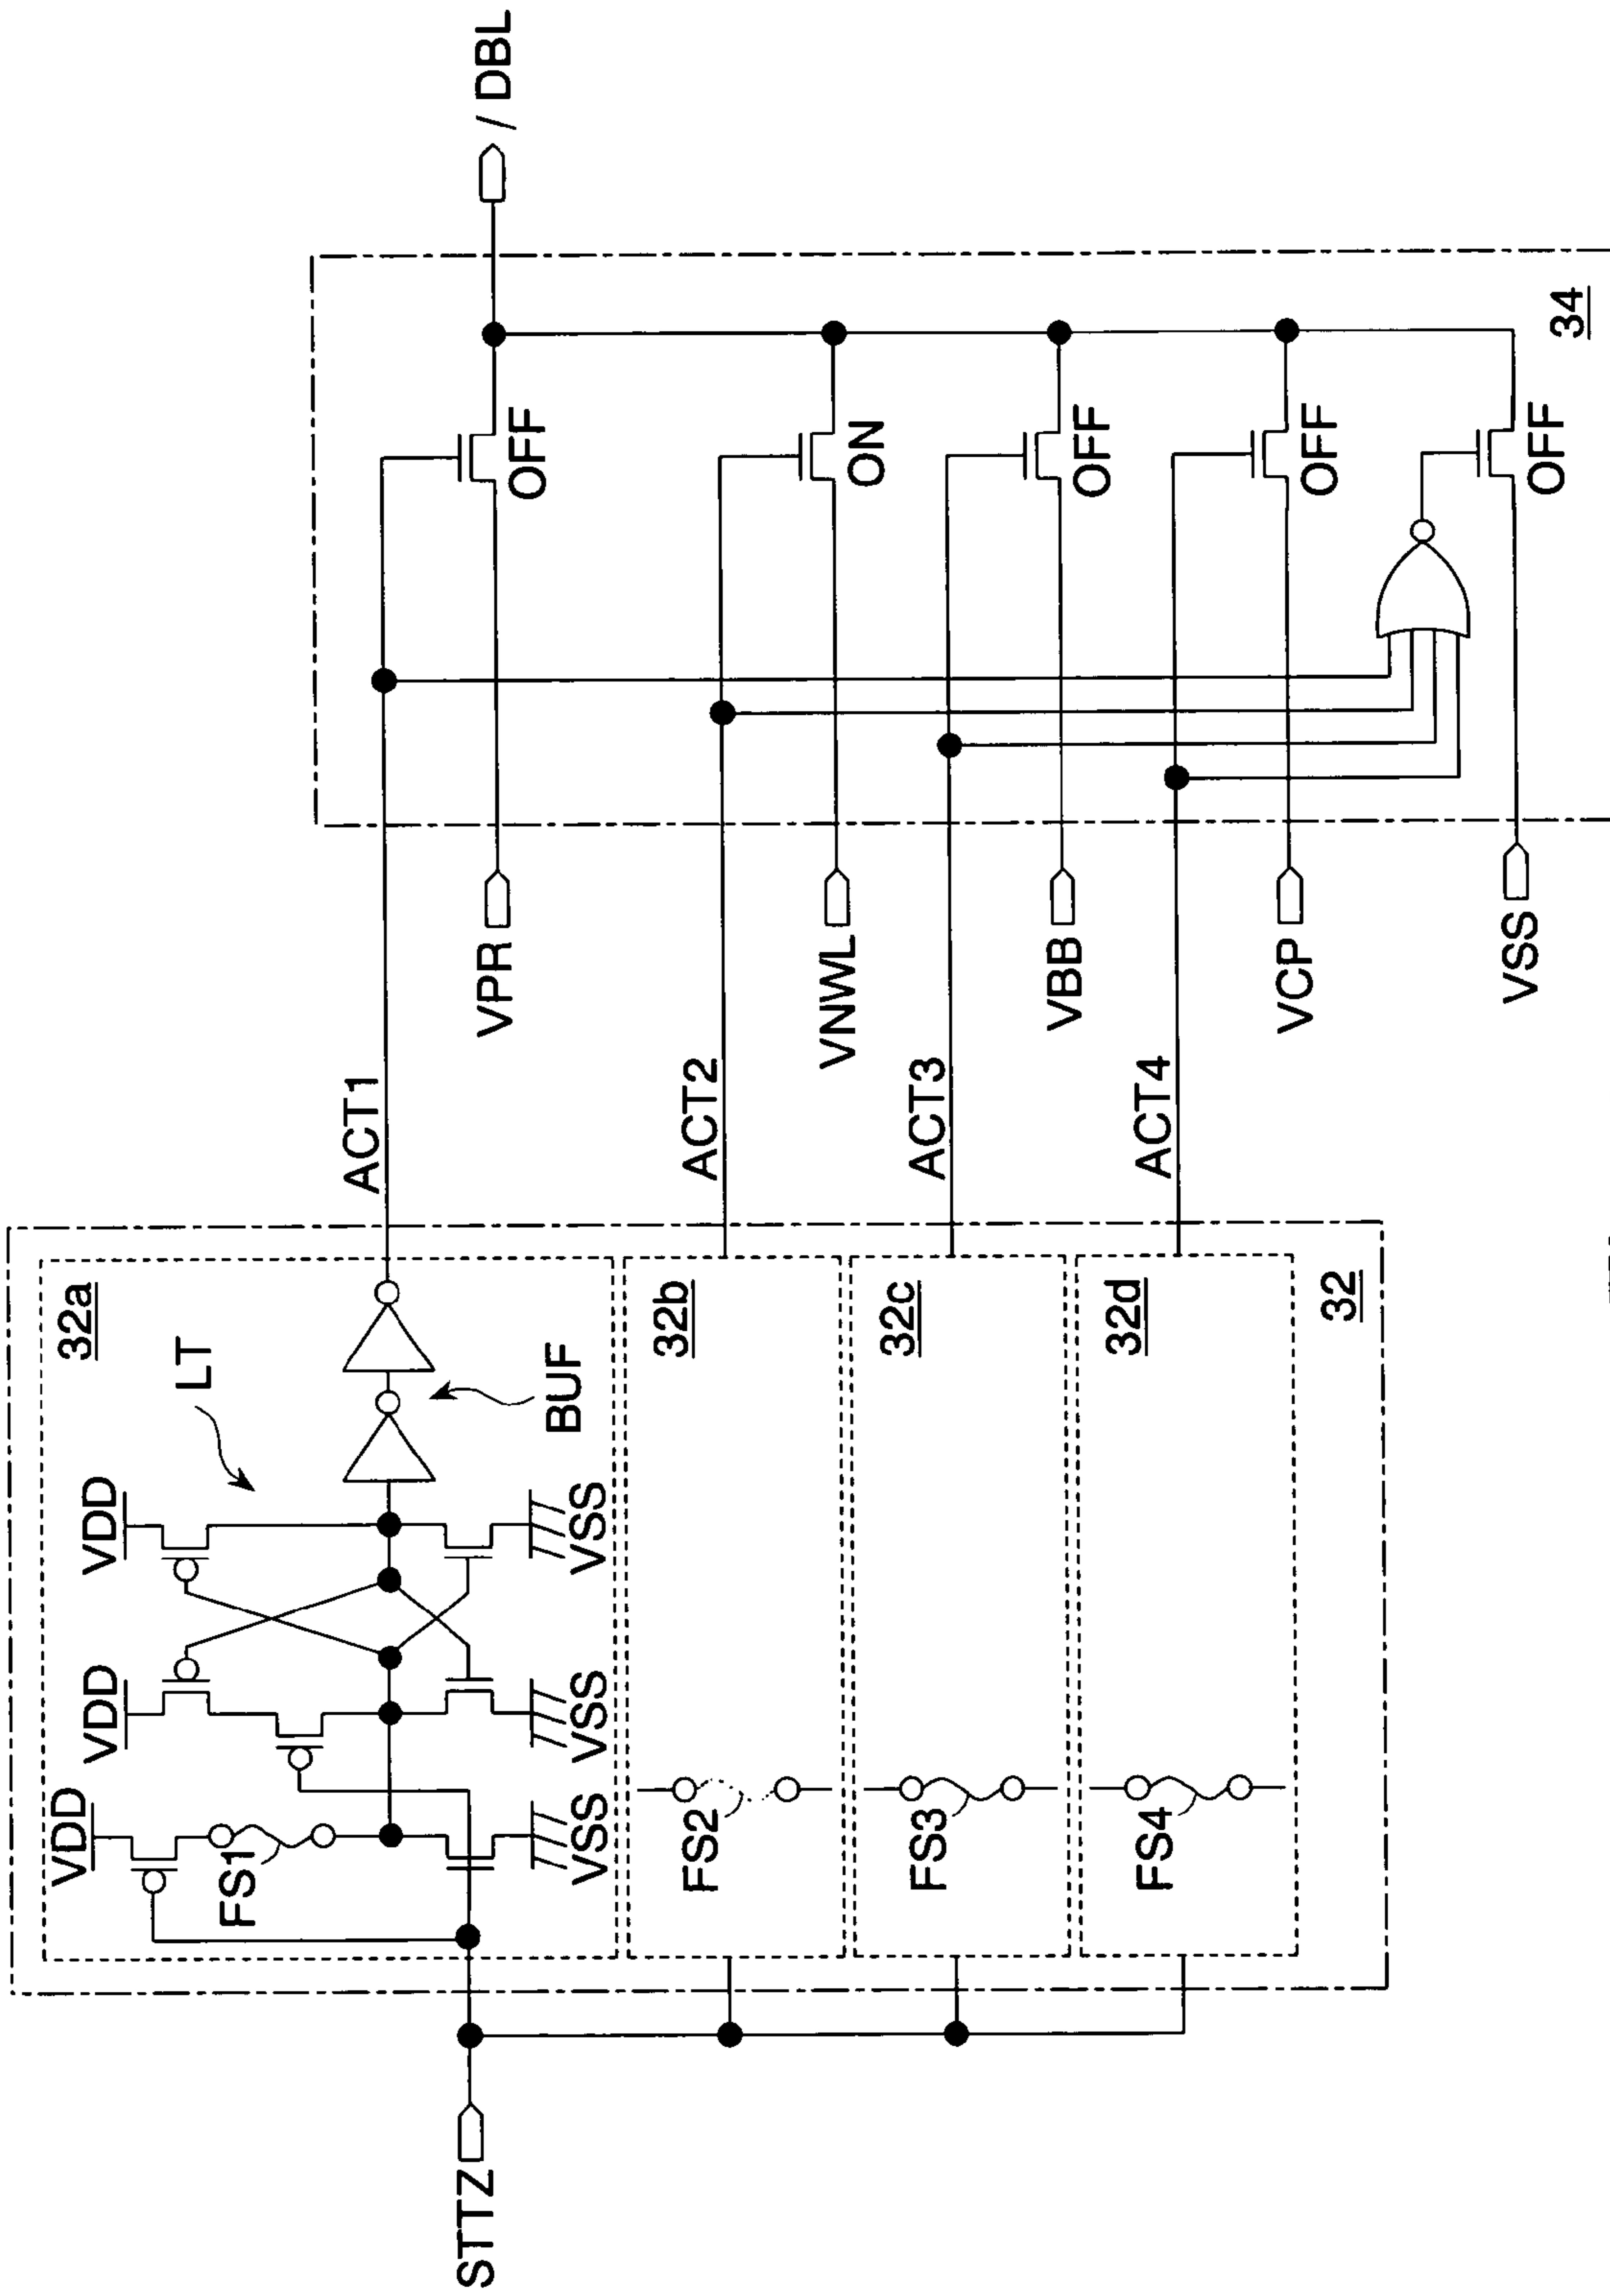 STTZ
32a
LT
VDD
VDD
VDD
FS1
VSS
VSS
VSS
BUF
32b
FS2
32c
FS3
32d
FS4
32
ACT1
VPR
ACT2
VNWL
ACT3
VBB
ACT4
VCP
VSS
OFF
ON
OFF
OFF
OFF
34
/ DBL